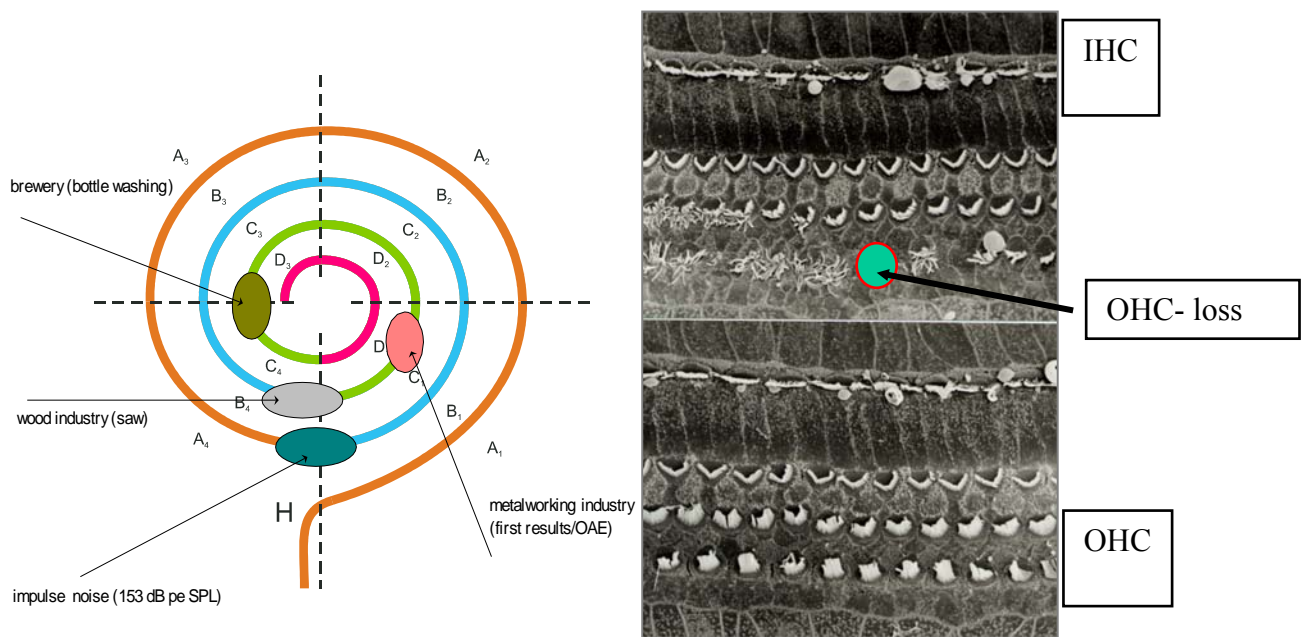 A3
A2
brewery (bottle washing)
B3
B2
C3
C2
D3
D2
D
C4
C
B4
B1
wood industry (saw)
A4
A1
H
metalworking industry
(first results/OAE)
impulse noise (153 dB pe SPL)
IHC
OHC- loss
OHC